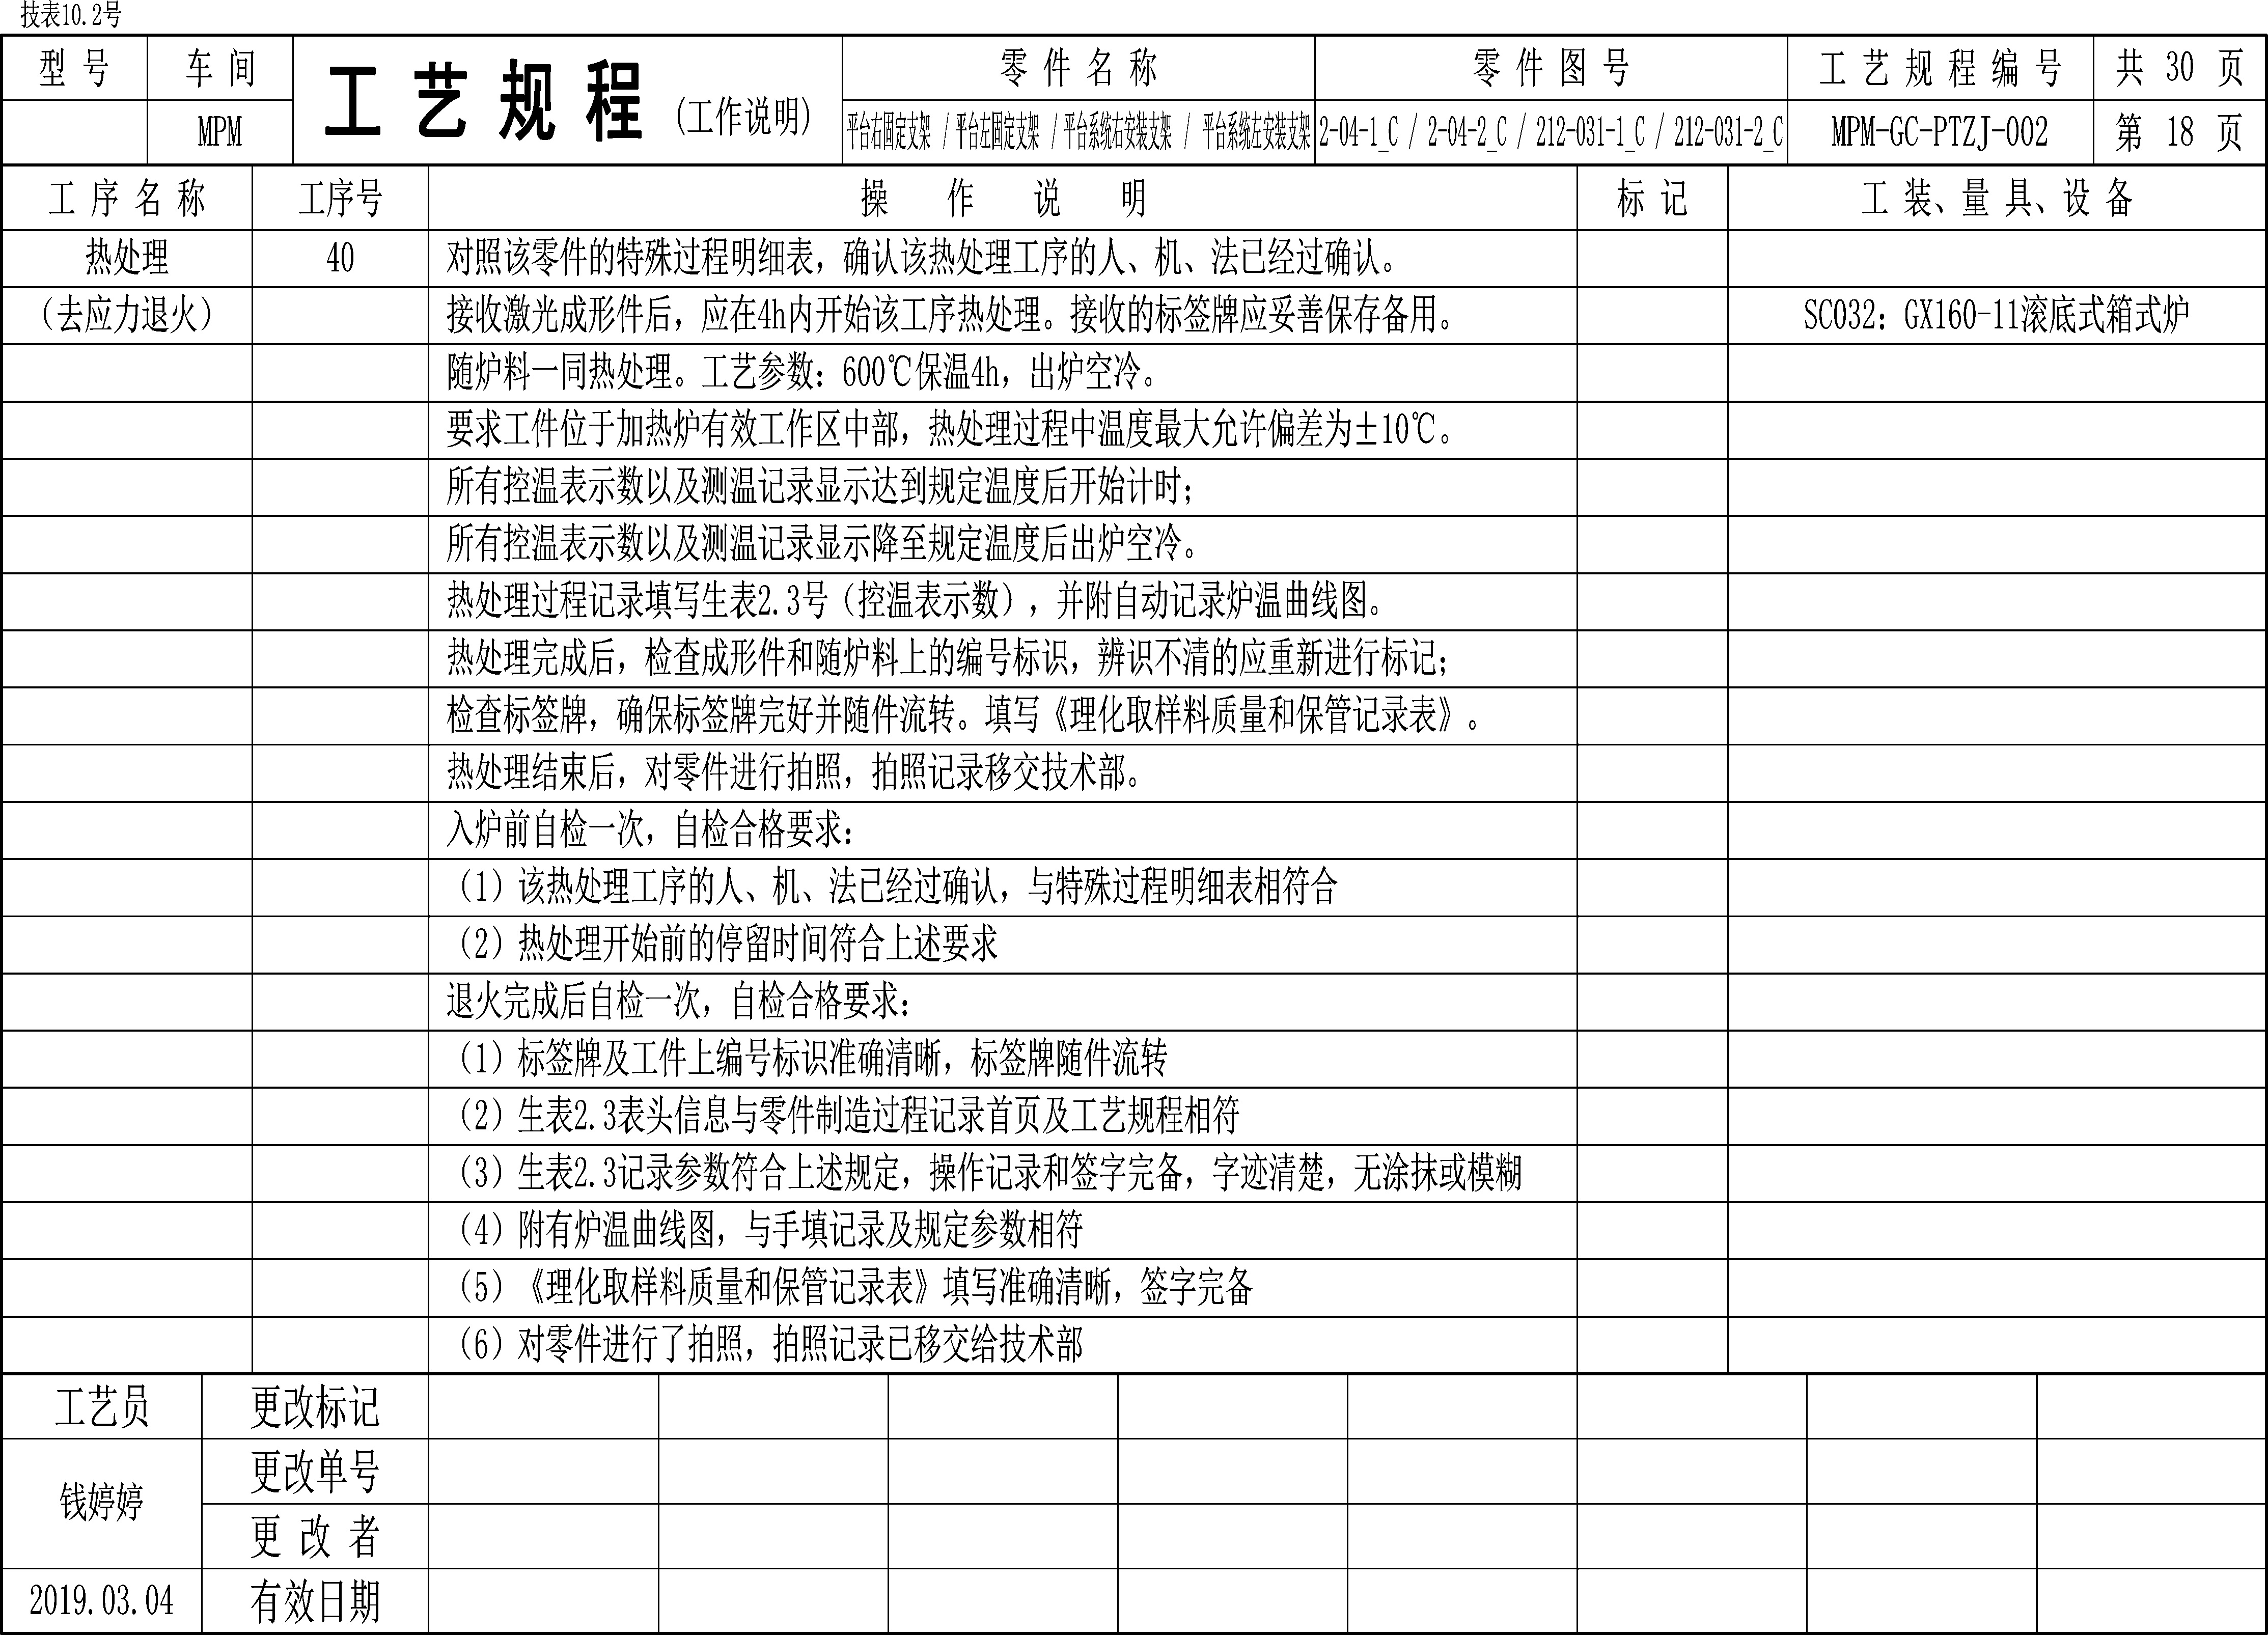 技表10.2号
型 号 车 间 工 艺 规 程 (工作说明) 零 件 名 称 零 件 图 号 工 艺 规 程 编 号 共 30 页
MPM 平台右固定支架 / 平台左固定支架 / 平台系统右安装支架 / 平台系统左安装支架 2-04-1_C / 2-04-2_C / 212-031-1_C / 212-031-2_C MPM-GC-PTZJ-002 第 18 页
工 序 名 称 工序号 操 作 说 明 标 记 工 装、量 具、设 备
热处理 40 对照该零件的特殊过程明细表，确认该热处理工序的人、机、法已经过确认。
（去应力退火） 接收激光成形件后，应在4h内开始该工序热处理。接收的标签牌应妥善保存备用。 SC032：GX160-11滚底式箱式炉
随炉料一同热处理。工艺参数：600℃保温4h，出炉空冷。
要求工件位于加热炉有效工作区中部，热处理过程中温度最大允许偏差为±10℃。
所有控温表示数以及测温记录显示达到规定温度后开始计时；
所有控温表示数以及测温记录显示降至规定温度后出炉空冷。
热处理过程记录填写生表2.3号（控温表示数），并附自动记录炉温曲线图。
热处理完成后，检查成形件和随炉料上的编号标识，辨识不清的应重新进行标记；
检查标签牌，确保标签牌完好并随件流转。填写《理化取样料质量和保管记录表》。
热处理结束后，对零件进行拍照，拍照记录移交技术部。
入炉前自检一次，自检合格要求：
（1）该热处理工序的人、机、法已经过确认，与特殊过程明细表相符合
（2）热处理开始前的停留时间符合上述要求
退火完成后自检一次，自检合格要求：
（1）标签牌及工件上编号标识准确清晰，标签牌随件流转
（2）生表2.3表头信息与零件制造过程记录首页及工艺规程相符
（3）生表2.3记录参数符合上述规定，操作记录和签字完备，字迹清楚，无涂抹或模糊
（4）附有炉温曲线图，与手填记录及规定参数相符
（5）《理化取样料质量和保管记录表》填写准确清晰，签字完备
（6）对零件进行了拍照，拍照记录已移交给技术部
工艺员 更改标记
钱婷婷 更改单号
更 改 者
2019.03.04 有效日期